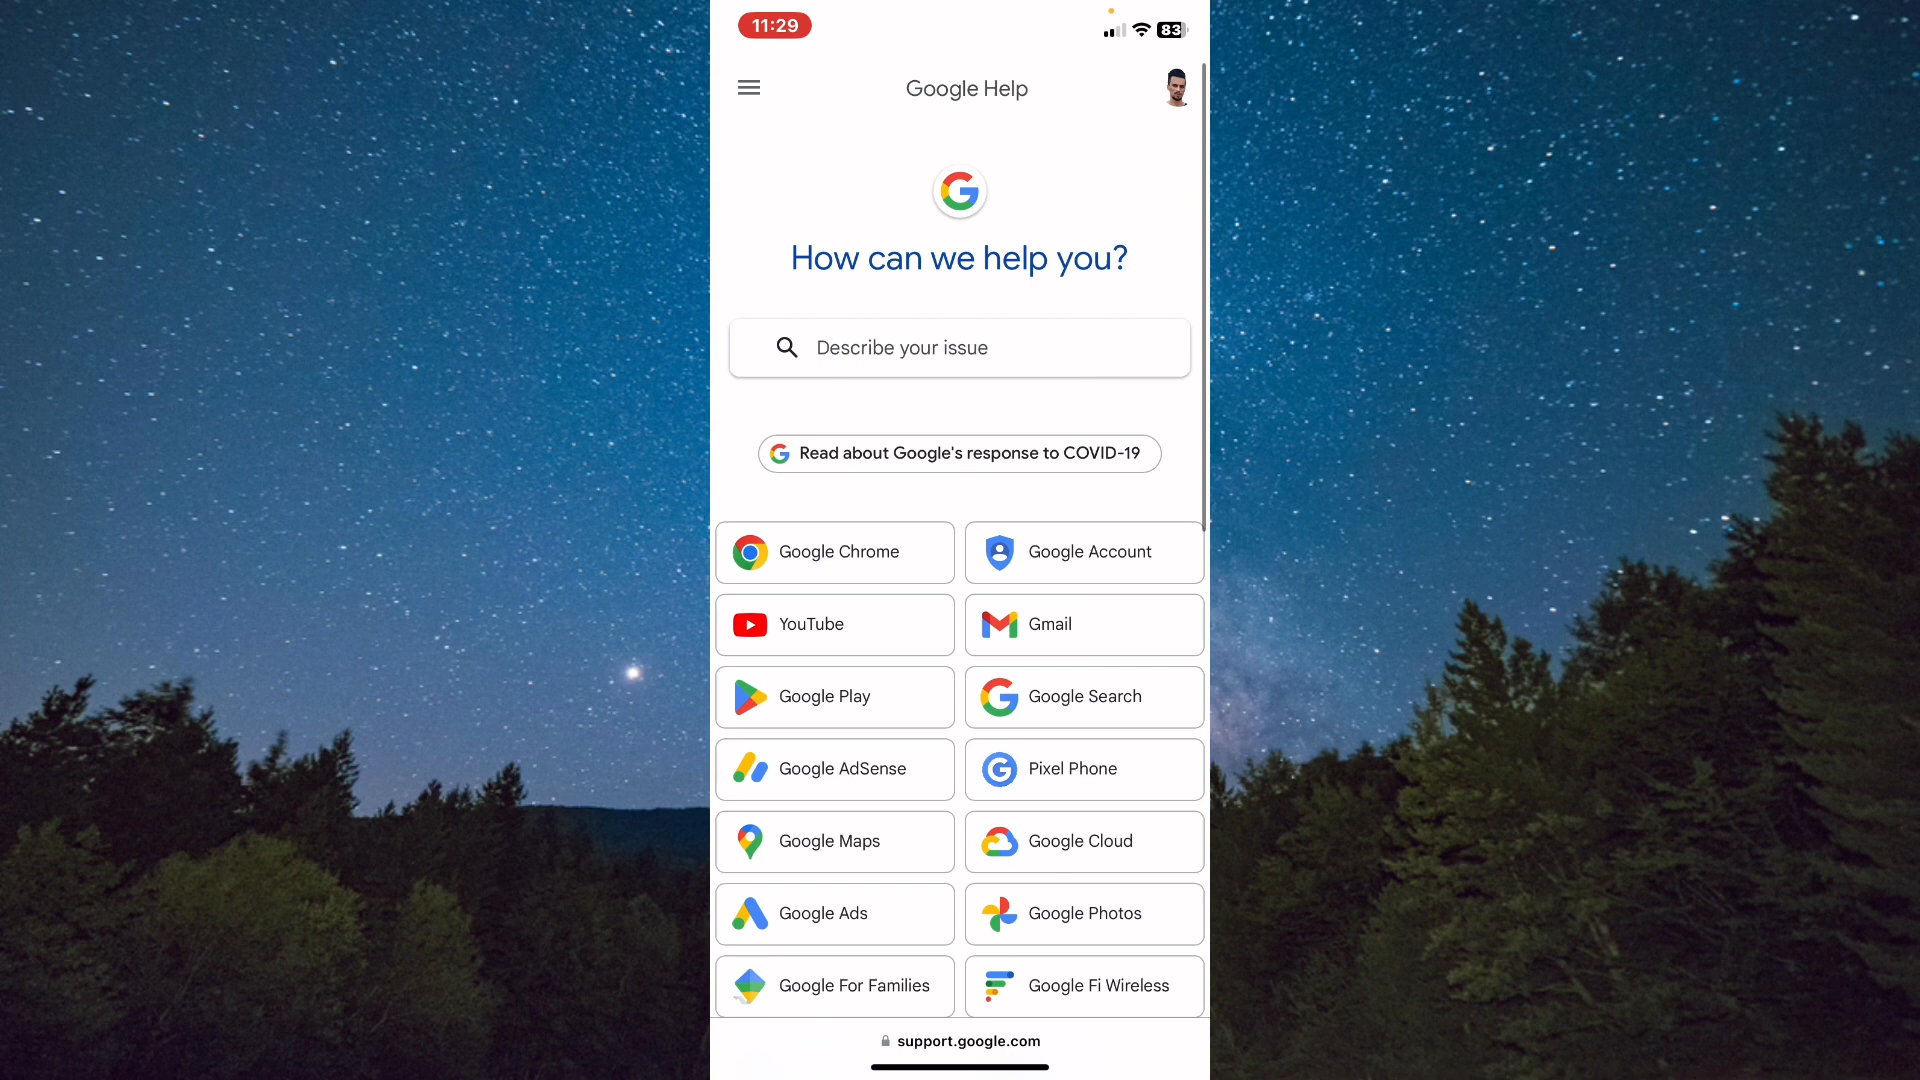 11:29
83
Google Help
How can we help you?
Describe your issue
Read about Google's response to COVID-19
Google Chrome
Google Account
YouTube
Gmail
Google Play
Google Search
Google AdSense
Pixel Phone
Google Maps
Google Cloud
Google Ads
Google Photos
Google For Families
Google Fi Wireless
support.google.com